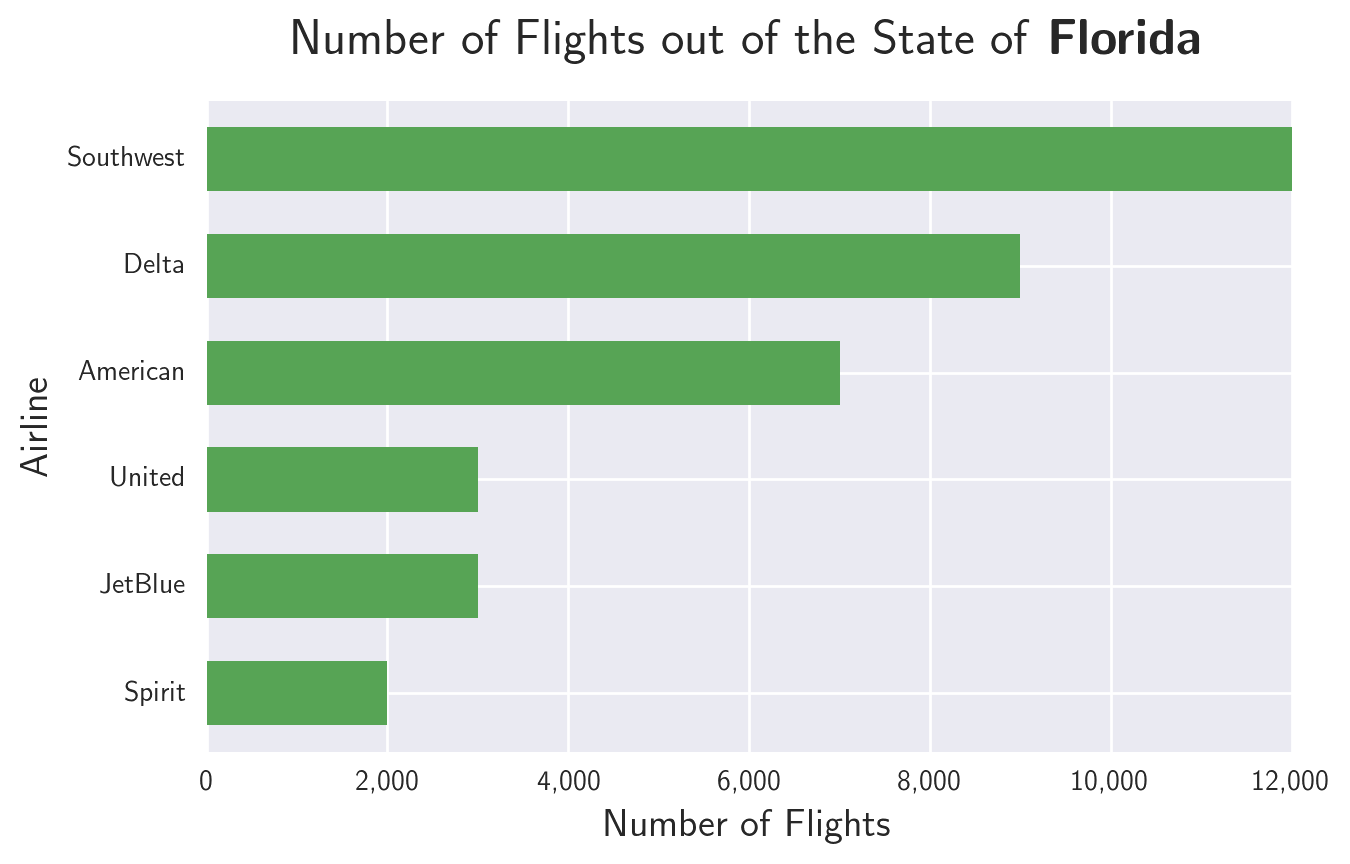 Number of Flights out of the State of Florida
Southwest
Delta
American
United
JetBlue
Spirit
Airline
0 2,000 4,000 6,000 8,000 10,000 12,000
Number of Flights